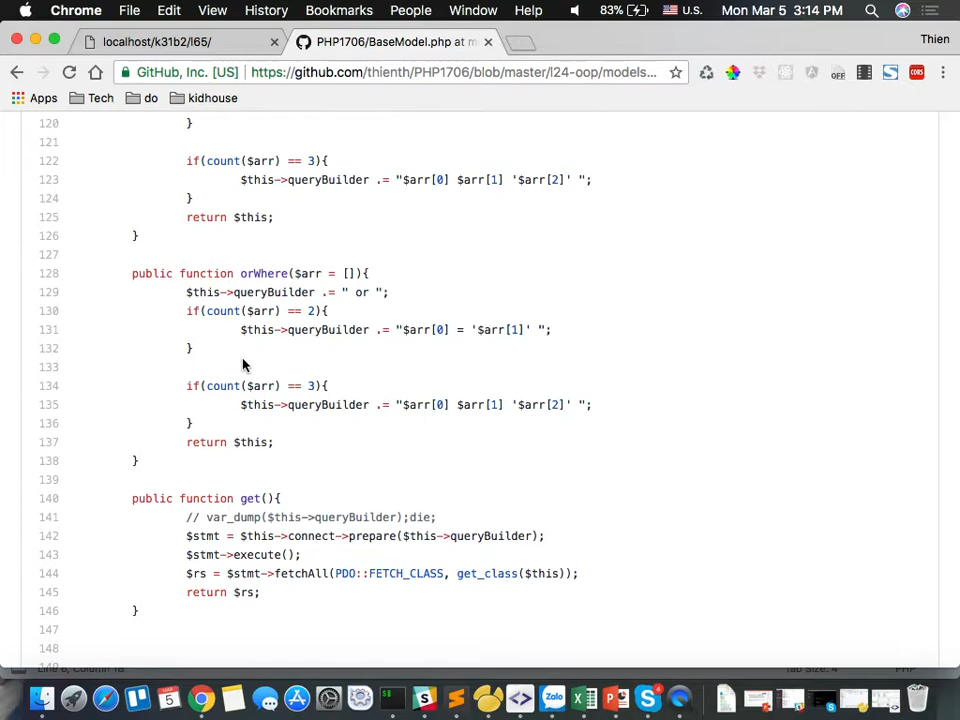 Chrome File Edit View History Bookmarks People Window Help 83% U.S. Mon Mar 5 3:14 PM
localhost/k31b2/l65/ PHP1706/BaseModel.php at m Thien
GitHub, Inc. [US] https://github.com/thienth/PHP1706/blob/master/l24-oop/models...
Apps Tech do kidhouse
120 }
121
122 if(count($arr) == 3){
123 $this->queryBuilder .= "$arr[0] $arr[1] '$arr[2]' ";
124 }
125 return $this;
126 }
127
128 public function orWhere($arr = []){
129 $this->queryBuilder .= " or ";
130 if(count($arr) == 2){
131 $this->queryBuilder .= "$arr[0] = '$arr[1]' ";
132 }
133
134 if(count($arr) == 3){
135 $this->queryBuilder .= "$arr[0] $arr[1] '$arr[2]' ";
136 }
137 return $this;
138 }
139
140 public function get(){
141 // var_dump($this->queryBuilder);die;
142 $stmt = $this->connect->prepare($this->queryBuilder);
143 $stmt->execute();
144 $rs = $stmt->fetchAll(PDO::FETCH_CLASS, get_class($this));
145 return $rs;
146 }
147
148